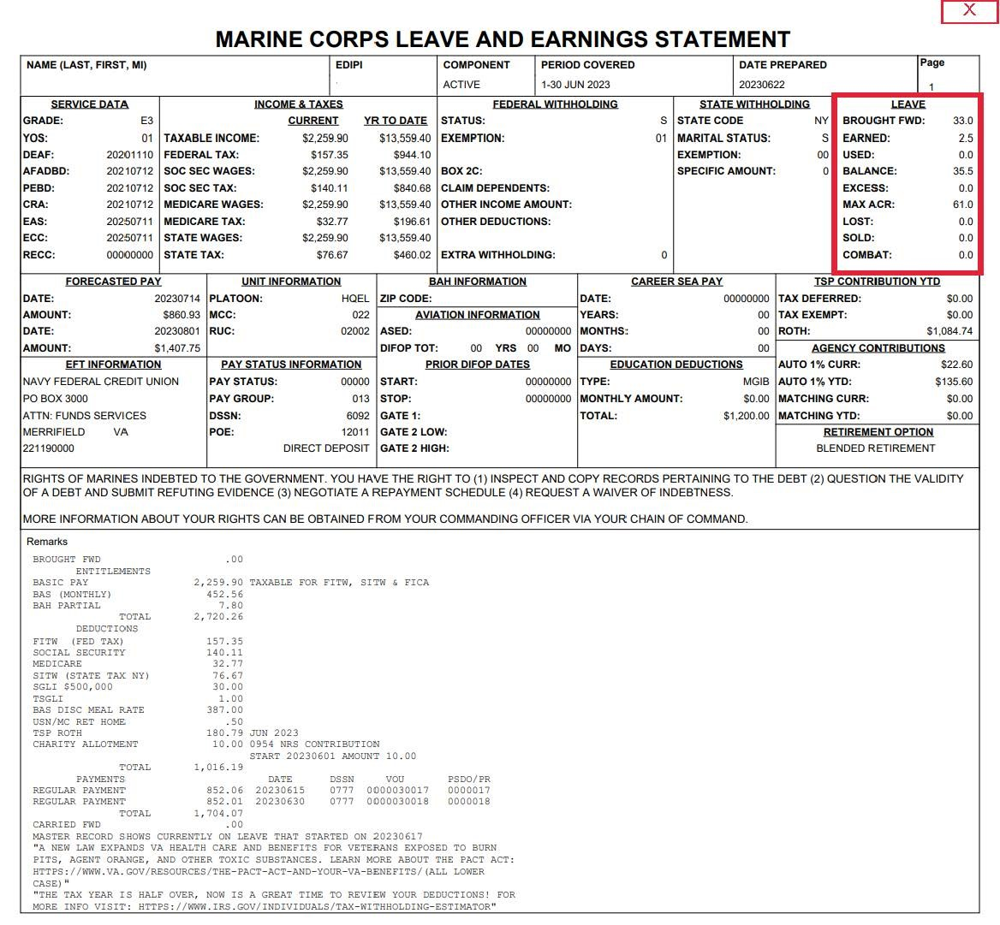 X
MARINE CORPS LEAVE AND EARNINGS STATEMENT
NAME (LAST, FIRST, MI) EDIPI COMPONENT PERIOD COVERED DATE PREPARED Page
ACTIVE 1-30 JUN 2023 20230622 1
SERVICE DATA
GRADE: E3
YOS: 01
DEAF: 20201110
AFADBD: 20210712
PEBD: 20210712
CRA: 20210712
EAS: 20250711
ECC: 20250711
RECC: 00000000
INCOME & TAXES
CURRENT YR TO DATE
TAXABLE INCOME: $2,259.90 $13,559.40
FEDERAL TAX: $157.35 $944.10
SOC SEC WAGES: $2,259.90 $13,559.40
SOC SEC TAX: $140.11 $840.68
MEDICARE WAGES: $2,259.90 $13,559.40
MEDICARE TAX: $32.77 $196.61
STATE WAGES: $2,259.90 $13,559.40
STATE TAX: $76.67 $460.02
FEDERAL WITHHOLDING
STATUS: S
EXEMPTION: 01
BOX 2C:
CLAIM DEPENDENTS:
OTHER INCOME AMOUNT:
OTHER DEDUCTIONS:
EXTRA WITHHOLDING: 0
STATE WITHHOLDING
STATE CODE NY
MARITAL STATUS: S
EXEMPTION: 00
SPECIFIC AMOUNT: 0
LEAVE
BROUGHT FWD: 33.0
EARNED: 2.5
USED: 0.0
BALANCE: 35.5
EXCESS: 0.0
MAX ACR: 61.0
LOST: 0.0
SOLD: 0.0
COMBAT: 0.0
FORECASTED PAY
DATE: 20230714
AMOUNT: $860.93
DATE: 20230801
AMOUNT: $1,407.75
UNIT INFORMATION
PLATOON: HQEL
MCC: 022
RUC: 02002
BAH INFORMATION
ZIP CODE:
AVIATION INFORMATION
ASED: 00000000
DIFOP TOT: 00 YRS 00 MO
CAREER SEA PAY
DATE: 00000000
YEARS: 00
MONTHS: 00
DAYS: 00
TSP CONTRIBUTION YTD
TAX DEFERRED: $0.00
TAX EXEMPT: $0.00
ROTH: $1,084.74
EFT INFORMATION
NAVY FEDERAL CREDIT UNION
PO BOX 3000
ATTN: FUNDS SERVICES
MERRIFIELD VA
221190000
PAY STATUS INFORMATION
PAY STATUS: 00000
PAY GROUP: 013
DSSN: 6092
POE: 12011
DIRECT DEPOSIT
PRIOR DIFOP DATES
START: 00000000
STOP: 00000000
GATE 1:
GATE 2 LOW:
GATE 2 HIGH:
EDUCATION DEDUCTIONS
TYPE: MGIB
MONTHLY AMOUNT: $0.00
TOTAL: $1,200.00
AGENCY CONTRIBUTIONS
AUTO 1% CURR: $22.60
AUTO 1% YTD: $135.60
MATCHING CURR: $0.00
MATCHING YTD: $0.00
RETIREMENT OPTION
BLENDED RETIREMENT
RIGHTS OF MARINES INDEBTED TO THE GOVERNMENT. YOU HAVE THE RIGHT TO (1) INSPECT AND COPY RECORDS PERTAINING TO THE DEBT (2) QUESTION THE VALIDITY
OF A DEBT AND SUBMIT REFUTING EVIDENCE (3) NEGOTIATE A REPAYMENT SCHEDULE (4) REQUEST A WAIVER OF INDEBTNESS.
MORE INFORMATION ABOUT YOUR RIGHTS CAN BE OBTAINED FROM YOUR COMMANDING OFFICER VIA YOUR CHAIN OF COMMAND.
Remarks
BROUGHT FWD .00
ENTITLEMENTS
BASIC PAY 2,259.90 TAXABLE FOR FITW, SITW & FICA
BAS (MONTHLY) 452.56
BAH PARTIAL 7.80
TOTAL 2,720.26
DEDUCTIONS
FITW (FED TAX) 157.35
SOCIAL SECURITY 140.11
MEDICARE 32.77
SITW (STATE TAX NY) 76.67
SGLI $500,000 30.00
TSGLI 1.00
BAS DISC MEAL RATE 387.00
USN/MC RET HOME .50
TSP ROTH 180.79 JUN 2023
CHARITY ALLOTMENT 10.00 0954 NRS CONTRIBUTION
START 20230601 AMOUNT 10.00
TOTAL 1,016.19
PAYMENTS DATE DSSN VOU PSDO/PR
REGULAR PAYMENT 852.06 20230615 0777 0000030017 0000017
REGULAR PAYMENT 852.01 20230630 0777 0000030018 0000018
TOTAL 1,704.07
CARRIED FWD .00
MASTER RECORD SHOWS CURRENTLY ON LEAVE THAT STARTED ON 20230617
"A NEW LAW EXPANDS VA HEALTH CARE AND BENEFITS FOR VETERANS EXPOSED TO BURN
PITS, AGENT ORANGE, AND OTHER TOXIC SUBSTANCES. LEARN MORE ABOUT THE PACT ACT:
HTTPS://WWW.VA.GOV/RESOURCES/THE-PACT-ACT-AND-YOUR-VA-BENEFITS/(ALL LOWER
CASE)"
"THE TAX YEAR IS HALF OVER, NOW IS A GREAT TIME TO REVIEW YOUR DEDUCTIONS! FOR
MORE INFO VISIT: HTTPS://WWW.IRS.GOV/INDIVIDUALS/TAX-WITHHOLDING-ESTIMATOR"